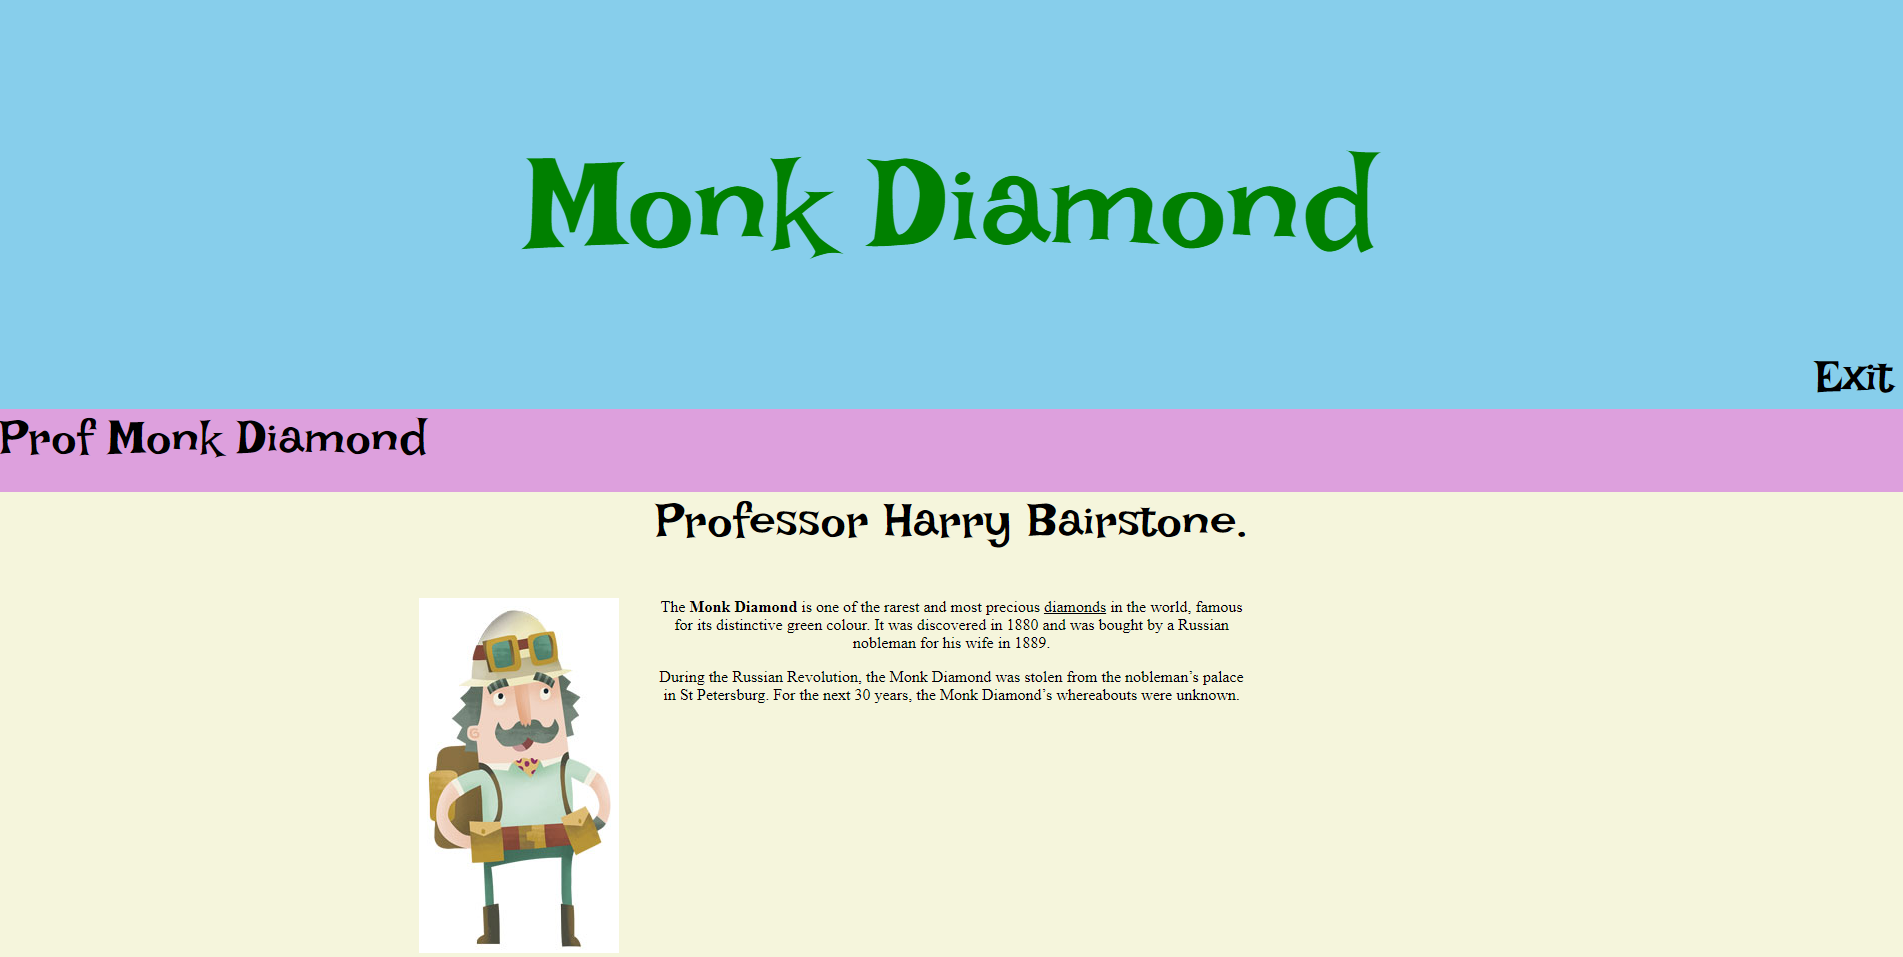 Monk Diamond
Exit
Prof Monk Diamond
Professor Harry Bairstone.
The Monk Diamond is one of the rarest and most precious diamonds in the world, famous
for its distinctive green colour. It was discovered in 1880 and was bought by a Russian
nobleman for his wife in 1889.
During the Russian Revolution, the Monk Diamond was stolen from the nobleman’s palace
in St Petersburg. For the next 30 years, the Monk Diamond’s whereabouts were unknown.